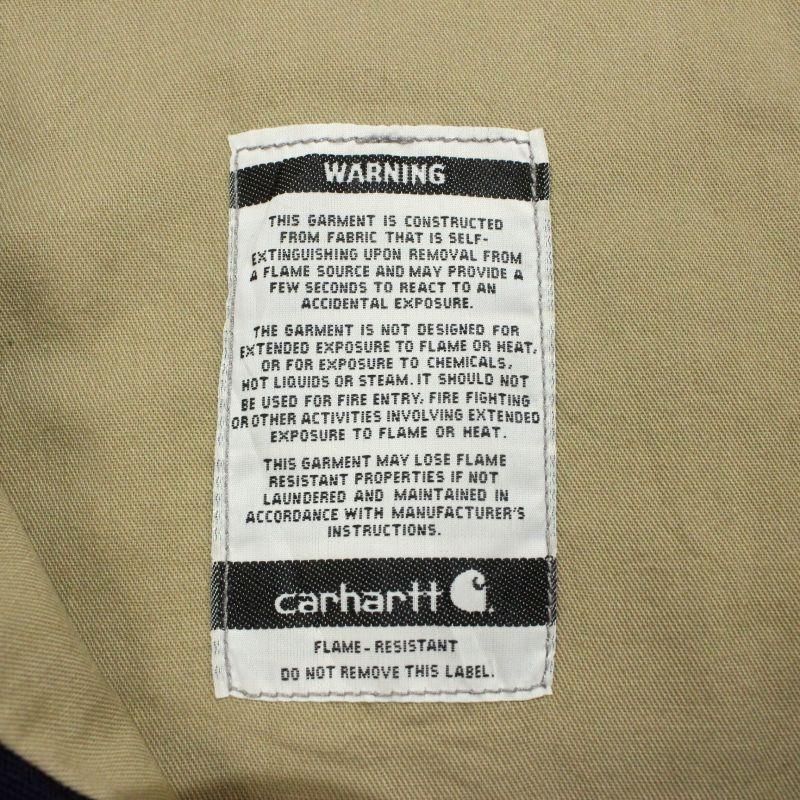 WARNING
THIS GARMENT IS CONSTRUCTED
FROM FABRIC THAT IS SELF-
EXTINGUISHING UPON REMOVAL FROM
A FLAME SOURCE AND MAY PROVIDE A
FEW SECONDS TO REACT TO AN
ACCIDENTAL EXPOSURE.
THE GARMENT IS NOT DESIGNED FOR
EXTENDED EXPOSURE TO FLAME OR HEAT,
OR FOR EXPOSURE TO CHEMICALS,
HOT LIQUIDS OR STEAM. IT SHOULD NOT
BE USED FOR FIRE ENTRY, FIRE FIGHTING
OR OTHER ACTIVITIES INVOLVING EXTENDED
EXPOSURE TO FLAME OR HEAT.
THIS GARMENT MAY LOSE FLAME
RESISTANT PROPERTIES IF NOT
LAUNDERED AND MAINTAINED IN
ACCORDANCE WITH MANUFACTURER'S
INSTRUCTIONS.
carhartt
FLAME-RESISTANT
DO NOT REMOVE THIS LABEL.